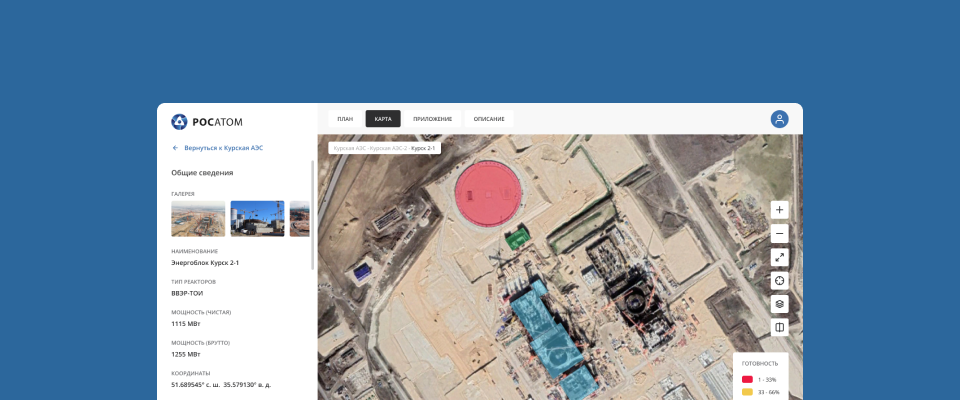 РОСАТОМ
ПЛАН
КАРТА
ПРИЛОЖЕНИЕ
ОПИСАНИЕ
← Вернуться к Курская АЭС
Курская АЭС · Курская АЭС-2 · Курск 2-1
Общие сведения
ГАЛЕРЕЯ
НАИМЕНОВАНИЕ
Энергоблок Курск 2-1
ТИП РЕАКТОРОВ
ВВЭР-ТОИ
МОЩНОСТЬ (ЧИСТАЯ)
1115 МВт
МОЩНОСТЬ (БРУТТО)
1255 МВт
КООРДИНАТЫ
51.689545° с. ш. 35.579130° в. д.
ГОТОВНОСТЬ
1 - 33%
33 - 66%